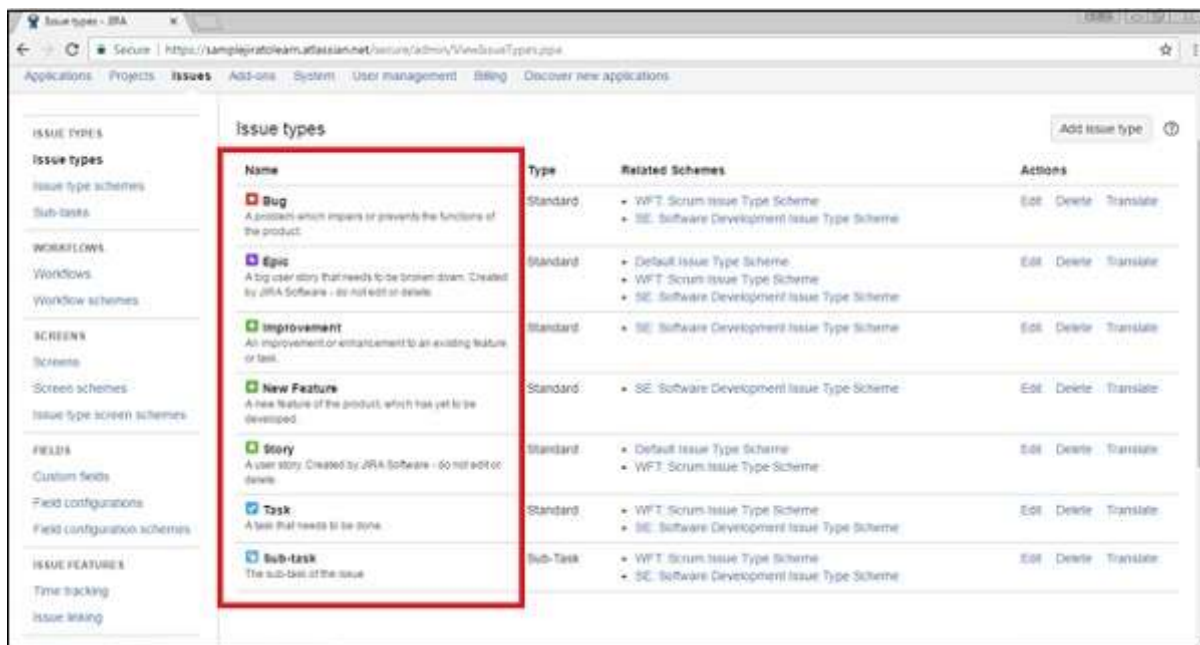 Issue types - JIRA
Secure | https://samplejiratolearn.atlassian.net/secure/admin/ViewIssueTypes.jspa
Applications Projects Issues Add-ons System User management Billing Discover new applications
ISSUE TYPES
Issue types
Issue type schemes
Sub-tasks
WORKFLOWS
Workflows
Workflow schemes
SCREENS
Screens
Screen schemes
Issue type screen schemes
FIELDS
Custom fields
Field configurations
Field configuration schemes
ISSUE FEATURES
Time tracking
Issue linking
Issue types
Add issue type
Name Type Related Schemes Actions
Bug Standard • WFT: Scrum Issue Type Scheme Edit Delete Translate
A problem which impairs or prevents the functions of • SE: Software Development Issue Type Scheme
the product.
Epic Standard • Default Issue Type Scheme Edit Delete Translate
A big user story that needs to be broken down. Created • WFT: Scrum Issue Type Scheme
by JIRA Software - do not edit or delete. • SE: Software Development Issue Type Scheme
Improvement Standard • SE: Software Development Issue Type Scheme Edit Delete Translate
An improvement or enhancement to an existing feature
or task.
New Feature Standard • SE: Software Development Issue Type Scheme Edit Delete Translate
A new feature of the product, which has yet to be
developed.
Story Standard • Default Issue Type Scheme Edit Delete Translate
A user story. Created by JIRA Software - do not edit or • WFT: Scrum Issue Type Scheme
delete.
Task Standard • WFT: Scrum Issue Type Scheme Edit Delete Translate
A task that needs to be done. • SE: Software Development Issue Type Scheme
Sub-task Sub-Task • WFT: Scrum Issue Type Scheme Edit Delete Translate
The sub-task of the issue • SE: Software Development Issue Type Scheme